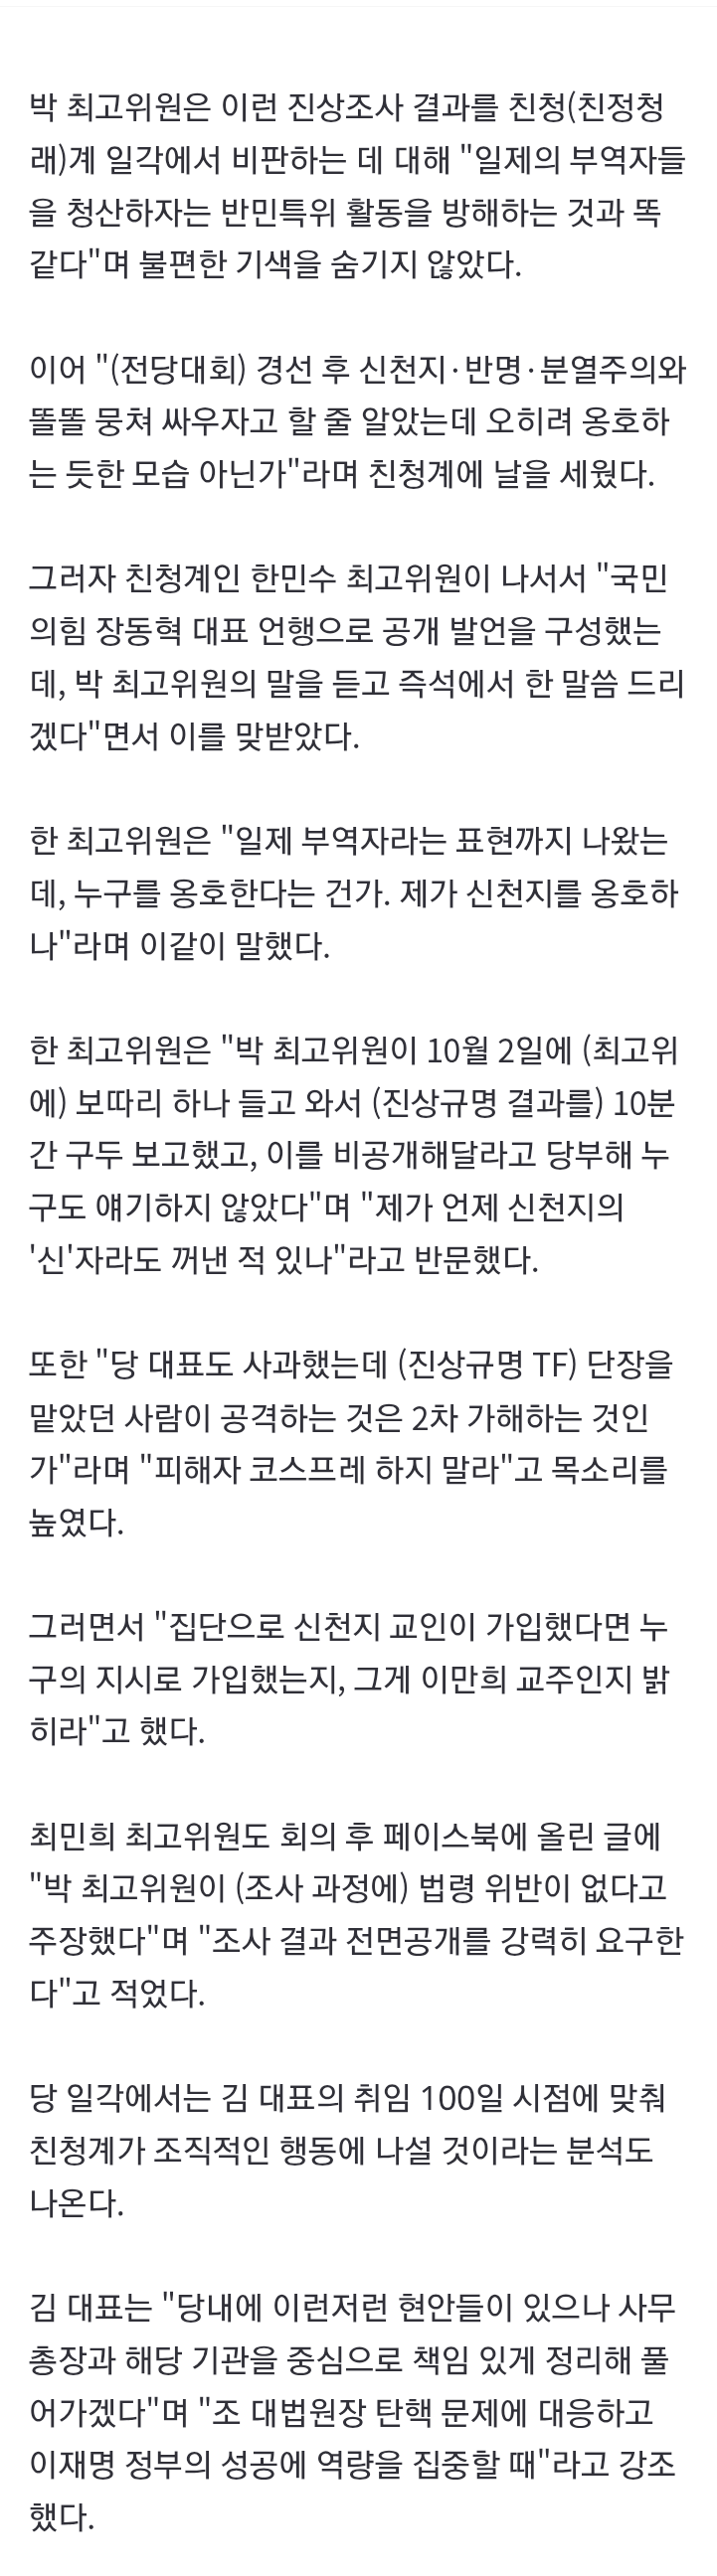 박 최고위원은 이런 진상조사 결과를 친청(친정청
래)계 일각에서 비판하는 데 대해 "일제의 부역자들
을 청산하자는 반민특위 활동을 방해하는 것과 똑
같다"며 불편한 기색을 숨기지 않았다.
이어 "(전당대회) 경선 후 신천지·반명·분열주의와
똘똘 뭉쳐 싸우자고 할 줄 알았는데 오히려 옹호하
는 듯한 모습 아닌가"라며 친청계에 날을 세웠다.
그러자 친청계인 한민수 최고위원이 나서서 "국민
의힘 장동혁 대표 언행으로 공개 발언을 구성했는
데, 박 최고위원의 말을 듣고 즉석에서 한 말씀 드리
겠다"면서 이를 맞받았다.
한 최고위원은 "일제 부역자라는 표현까지 나왔는
데, 누구를 옹호한다는 건가. 제가 신천지를 옹호하
나"라며 이같이 말했다.
한 최고위원은 "박 최고위원이 10월 2일에 (최고위
에) 보따리 하나 들고 와서 (진상규명 결과를) 10분
간 구두 보고했고, 이를 비공개해달라고 당부해 누
구도 얘기하지 않았다"며 "제가 언제 신천지의
'신'자라도 꺼낸 적 있나"라고 반문했다.
또한 "당 대표도 사과했는데 (진상규명 TF) 단장을
맡았던 사람이 공격하는 것은 2차 가해하는 것인
가"라며 "피해자 코스프레 하지 말라"고 목소리를
높였다.
그러면서 "집단으로 신천지 교인이 가입했다면 누
구의 지시로 가입했는지, 그게 이만희 교주인지 밝
히라"고 했다.
최민희 최고위원도 회의 후 페이스북에 올린 글에
"박 최고위원이 (조사 과정에) 법령 위반이 없다고
주장했다"며 "조사 결과 전면공개를 강력히 요구한
다"고 적었다.
당 일각에서는 김 대표의 취임 100일 시점에 맞춰
친청계가 조직적인 행동에 나설 것이라는 분석도
나온다.
김 대표는 "당내에 이런저런 현안들이 있으나 사무
총장과 해당 기관을 중심으로 책임 있게 정리해 풀
어가겠다"며 "조 대법원장 탄핵 문제에 대응하고
이재명 정부의 성공에 역량을 집중할 때"라고 강조
했다.